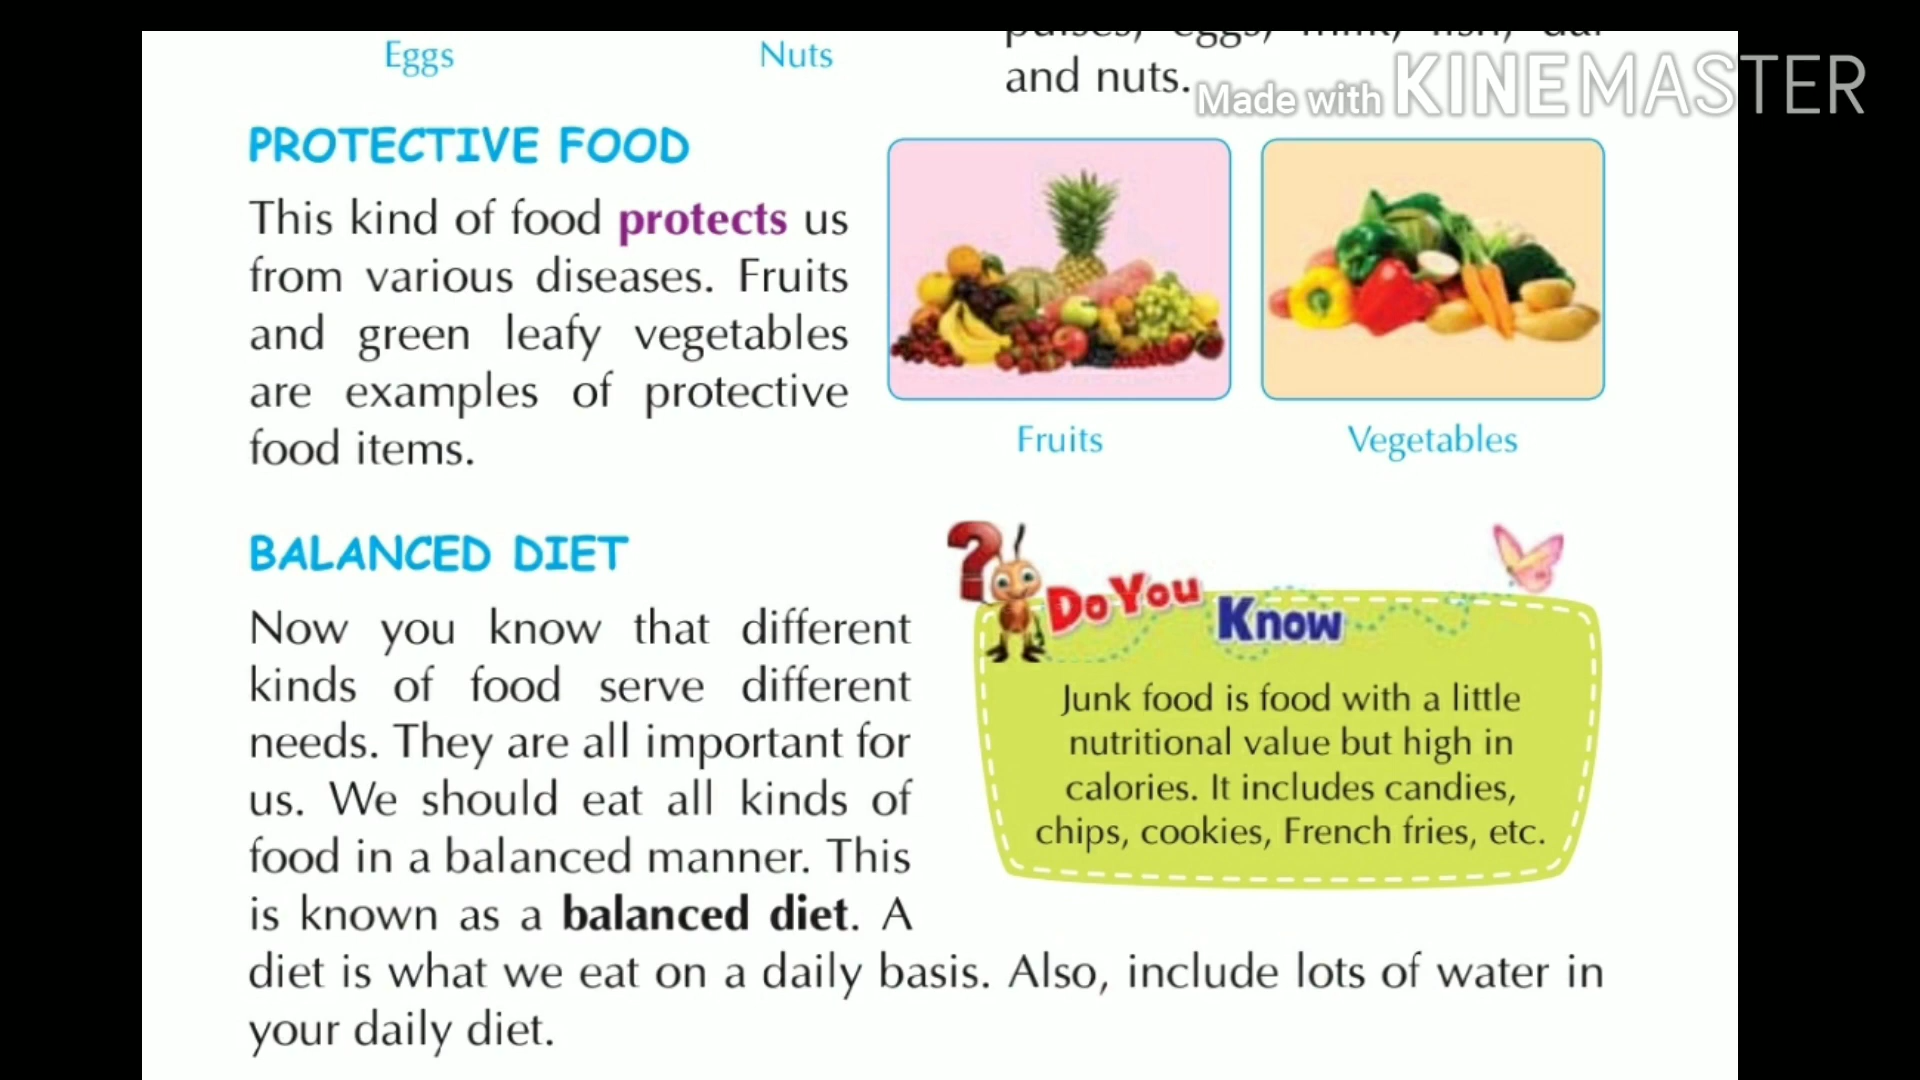 Eggs
Nuts
pulses, eggs, milk, fish, dal
and nuts.
Made with KINEMASTER
PROTECTIVE FOOD
This kind of food protects us
from various diseases. Fruits
and green leafy vegetables
are examples of protective
food items.
Fruits
Vegetables
BALANCED DIET
Now you know that different
kinds of food serve different
needs. They are all important for
us. We should eat all kinds of
food in a balanced manner. This
is known as a balanced diet. A
diet is what we eat on a daily basis. Also, include lots of water in
your daily diet.
? Do You Know
Junk food is food with a little
nutritional value but high in
calories. It includes candies,
chips, cookies, French fries, etc.